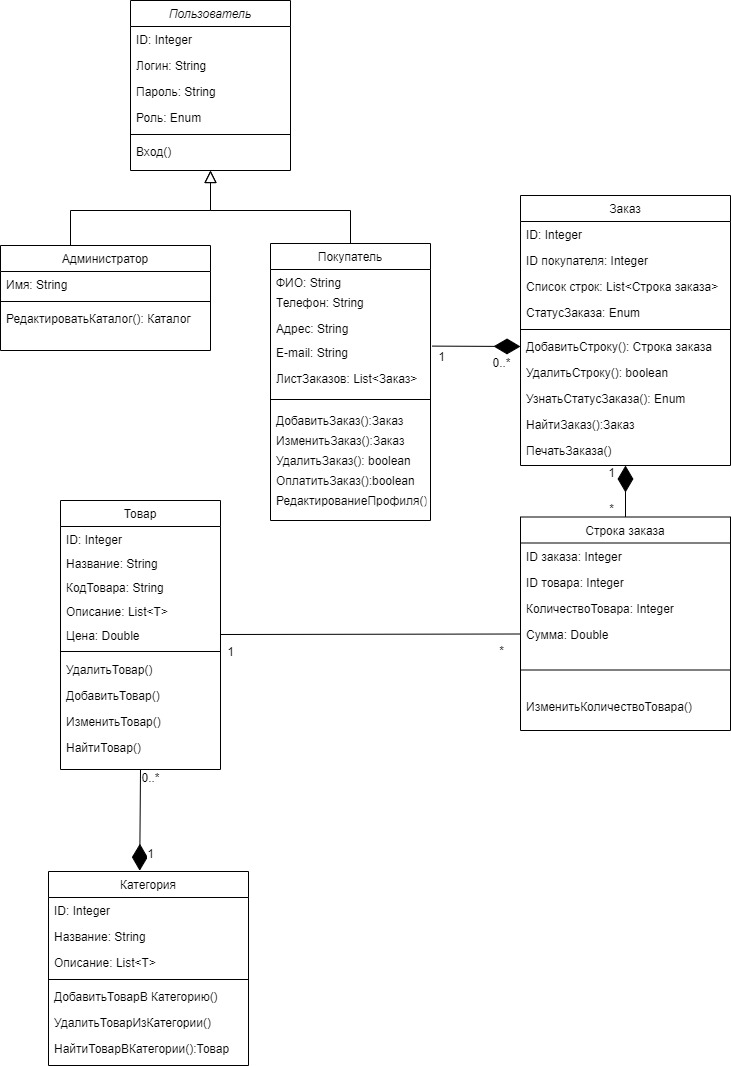 Пользователь
ID: Integer
Логин: String
Пароль: String
Роль: Enum
Вход()
Администратор
Имя: String
РедактироватьКаталог(): Каталог
Покупатель
ФИО: String
Телефон: String
Адрес: String
E-mail: String
ЛистЗаказов: List<Заказ>
ДобавитьЗаказ():Заказ
ИзменитьЗаказ():Заказ
УдалитьЗаказ(): boolean
ОплатитьЗаказ():boolean
РедактированиеПрофиля()
1
0..*
Заказ
ID: Integer
ID покупателя: Integer
Список строк: List<Строка заказа>
СтатусЗаказа: Enum
ДобавитьСтроку(): Строка заказа
УдалитьСтроку(): boolean
УзнатьСтатусЗаказа(): Enum
НайтиЗаказ():Заказ
ПечатьЗаказа()
1
*
Строка заказа
ID заказа: Integer
ID товара: Integer
КоличествоТовара: Integer
Сумма: Double
ИзменитьКоличествоТовара()
Товар
ID: Integer
Название: String
КодТовара: String
Описание: List<T>
Цена: Double
УдалитьТовар()
ДобавитьТовар()
ИзменитьТовар()
НайтиТовар()
1
*
0..*
1
Категория
ID: Integer
Название: String
Описание: List<T>
ДобавитьТоварВ Категорию()
УдалитьТоварИзКатегории()
НайтиТоварВКатегории():Товар